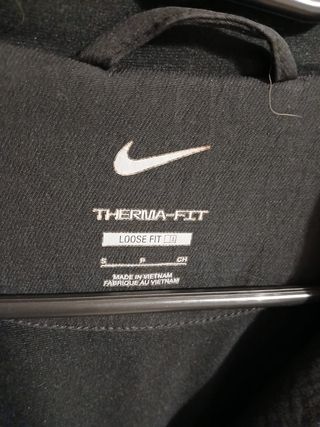 THERMA-FIT
LOOSE FIT
S P CH
MADE IN VIETNAM
FABRIQUÉ AU VIETNAM